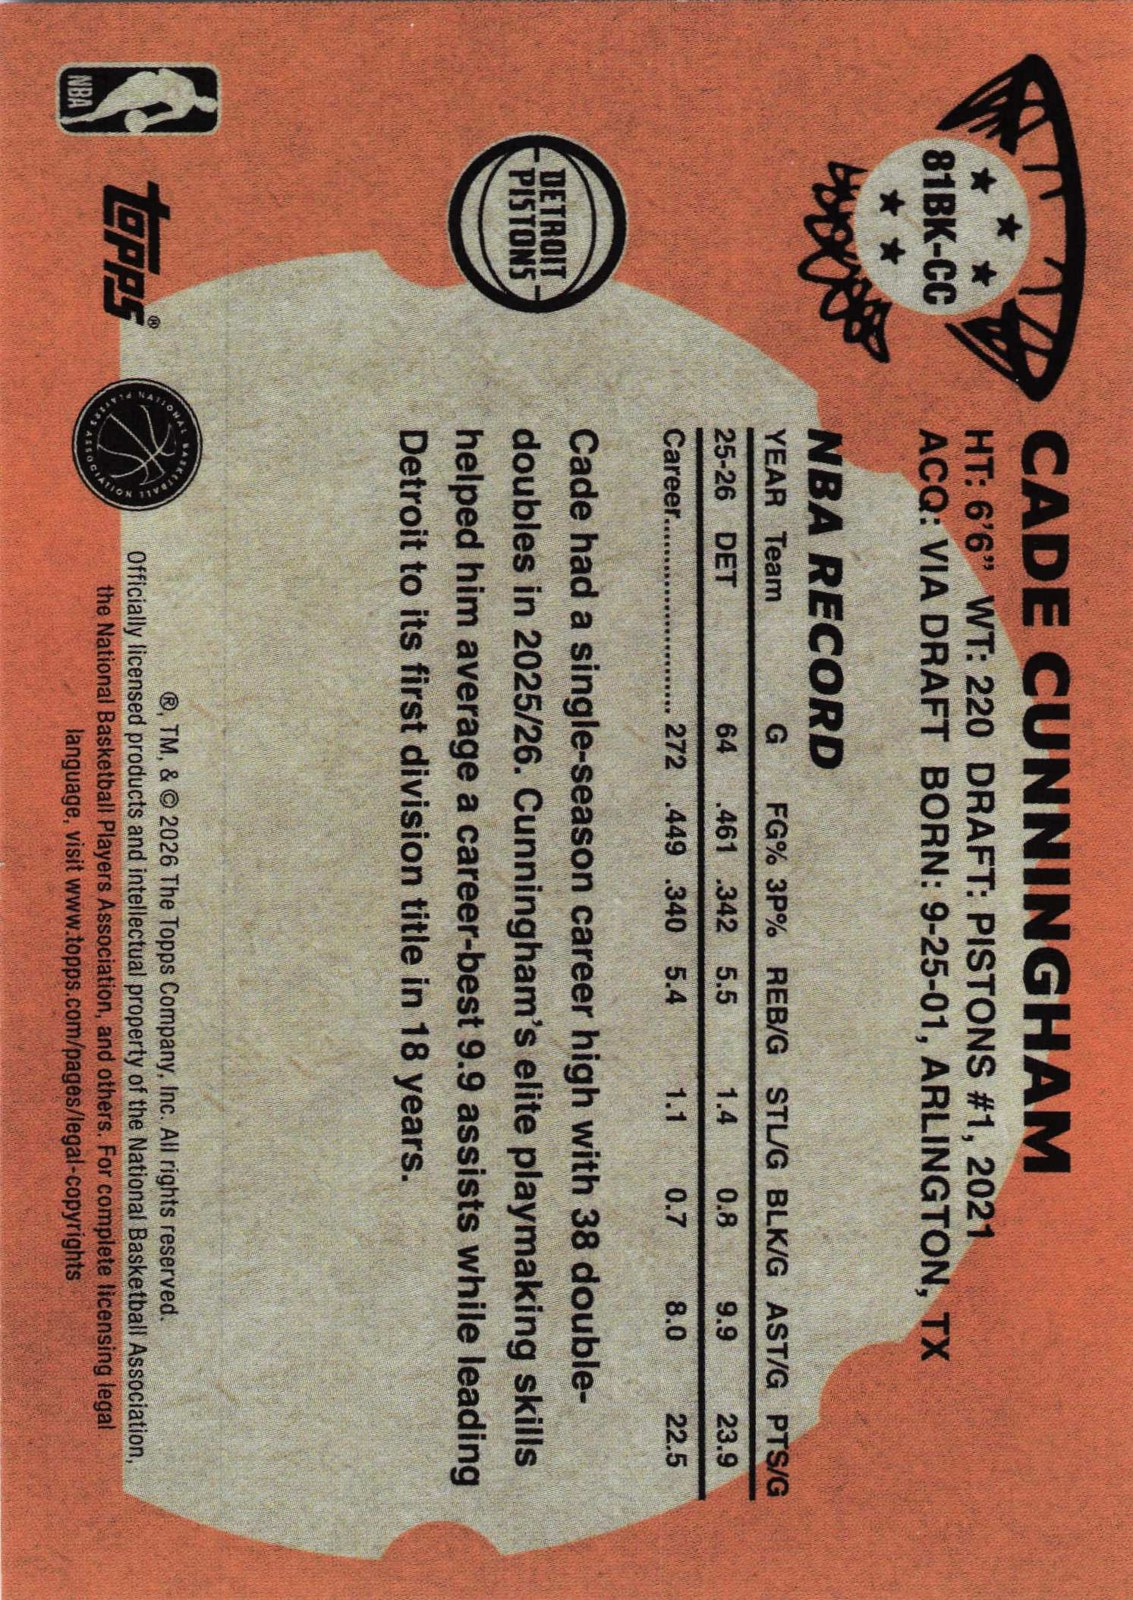 81BK-CC
CADE CUNNINGHAM
HT: 6'6" WT: 220 DRAFT: PISTONS #1, 2021
ACQ: VIA DRAFT BORN: 9-25-01, ARLINGTON, TX
NBA RECORD
YEAR Team G FG% 3P% REB/G STL/G BLK/G AST/G PTS/G
25-26 DET 64 .461 .342 5.5 1.4 0.8 9.9 23.9
Career.................... 272 .449 .340 5.4 1.1 0.7 8.0 22.5
DETROIT
PISTONS
Cade had a single-season career high with 38 double-
doubles in 2025/26. Cunningham's elite playmaking skills
helped him average a career-best 9.9 assists while leading
Detroit to its first division title in 18 years.
NBA
topps®
NATIONAL BASKETBALL PLAYERS ASSOCIATION
®, TM, & © 2026 The Topps Company, Inc. All rights reserved.
Officially licensed products and intellectual property of the National Basketball Association,
the National Basketball Players Association, and others. For complete licensing legal
language, visit www.topps.com/pages/legal-copyrights